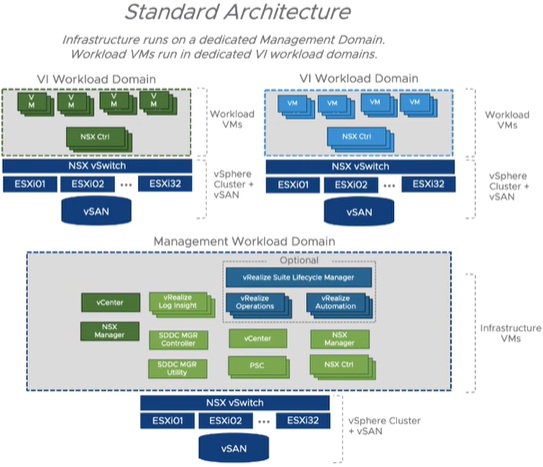 Standard Architecture
Infrastructure runs on a dedicated Management Domain.
Workload VMs run in dedicated VI workload domains.
VI Workload Domain
V M
V M
V M
V M
NSX Ctrl
Workload
VMs
NSX vSwitch
ESXi01
ESXi02
...
ESXi32
vSAN
vSphere
Cluster +
vSAN
VI Workload Domain
VM
VM
VM
VM
NSX Ctrl
Workload
VMs
NSX vSwitch
ESXi01
ESXi02
...
ESXi32
vSAN
vSphere
Cluster +
vSAN
Management Workload Domain
Optional
vRealize Suite Lifecycle Manager
vCenter
vRealize
Log Insight
vRealize
Operations
vRealize
Automation
NSX
Manager
SDDC MGR
Controller
vCenter
NSX
Manager
SDDC MGR
Utility
PSC
NSX Ctrl
Infrastructure
VMs
NSX vSwitch
ESXi01
ESXi02
...
ESXi32
vSAN
vSphere Cluster
+ vSAN